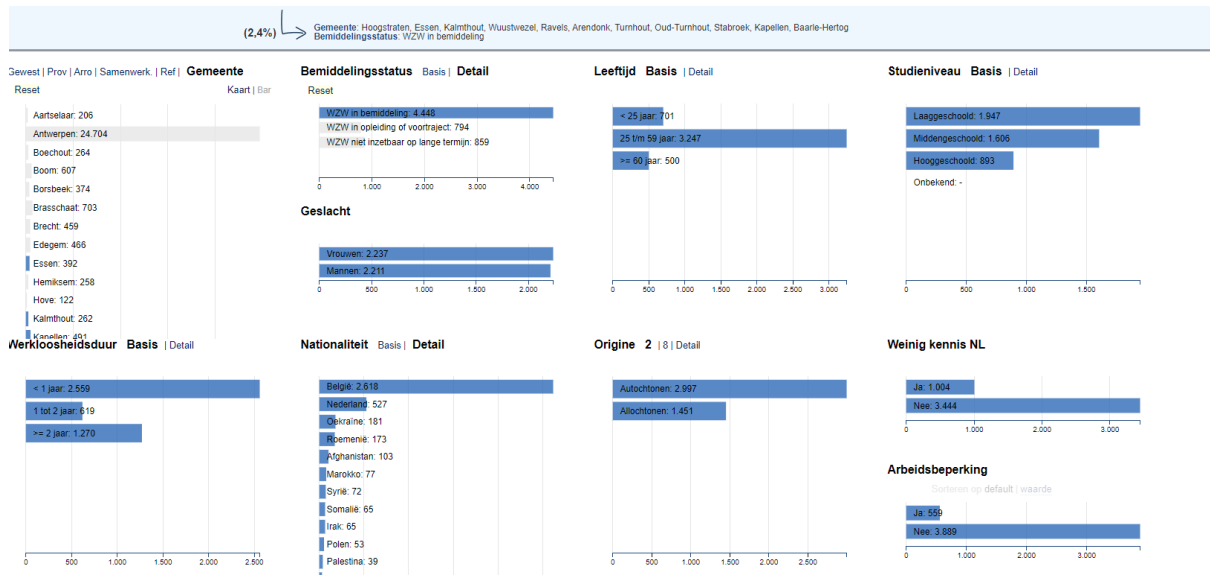 (2,4%)
Gemeente: Hoogstraten, Essen, Kalmthout, Wuustwezel, Ravels, Arendonk, Turnhout, Oud-Turnhout, Stabroek, Kapellen, Baarle-Hertog
Bemiddelingsstatus: WZW in bemiddeling
Gewest | Prov | Arro | Samenwerk. | Ref | Gemeente
Reset
Kaart | Bar
Aartselaar: 206
Antwerpen: 24.704
Boechout: 264
Boom: 607
Borsbeek: 374
Brasschaat: 703
Brecht: 459
Edegem: 466
Essen: 392
Hemiksem: 258
Hove: 122
Kalmthout: 262
Kapellen: 491
Bemiddelingsstatus Basis | Detail
Reset
WZW in bemiddeling: 4.448
WZW in opleiding of voortraject: 794
WZW niet inzetbaar op lange termijn: 859
0 1.000 2.000 3.000 4.000
Geslacht
Vrouwen: 2.237
Mannen: 2.211
0 500 1.000 1.500 2.000
Leeftijd Basis | Detail
< 25 jaar: 701
25 t/m 59 jaar: 3.247
>= 60 jaar: 500
0 500 1.000 1.500 2.000 2.500 3.000
Studieniveau Basis | Detail
Laaggeschoold: 1.947
Middengeschoold: 1.606
Hooggeschoold: 893
Onbekend: -
0 500 1.000 1.500
Werkloosheidsduur Basis | Detail
< 1 jaar: 2.559
1 tot 2 jaar: 619
>= 2 jaar: 1.270
0 500 1.000 1.500 2.000 2.500
Nationaliteit Basis | Detail
België: 2.618
Nederland: 527
Oekraïne: 181
Roemenië: 173
Afghanistan: 103
Marokko: 77
Syrië: 72
Somalië: 65
Irak: 65
Polen: 53
Palestina: 39
Origine 2 | 8 | Detail
Autochtonen: 2.997
Allochtonen: 1.451
0 500 1.000 1.500 2.000 2.500
Weinig kennis NL
Ja: 1.004
Nee: 3.444
0 1.000 2.000 3.000
Arbeidsbeperking
Sorteren op default | waarde
Ja: 559
Nee: 3.889
0 1.000 2.000 3.000